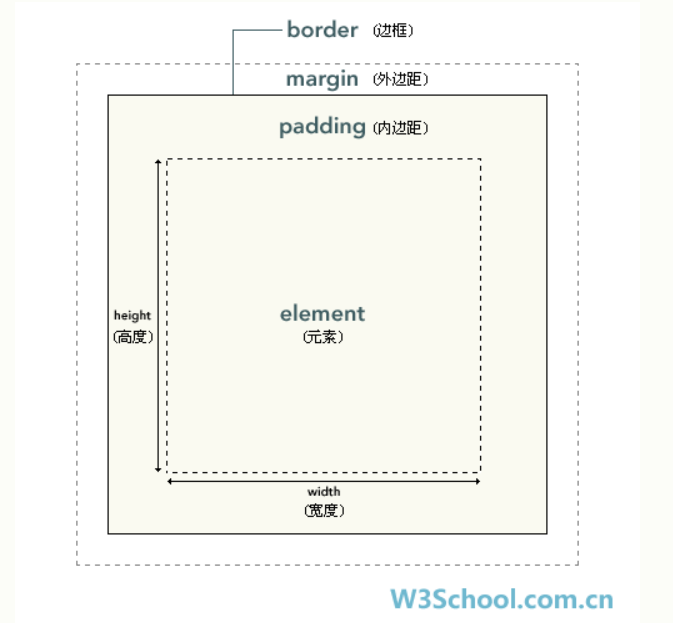 border (边框)
margin (外边距)
padding (内边距)
height
(高度)
element
(元素)
width
(宽度)
W3School.com.cn